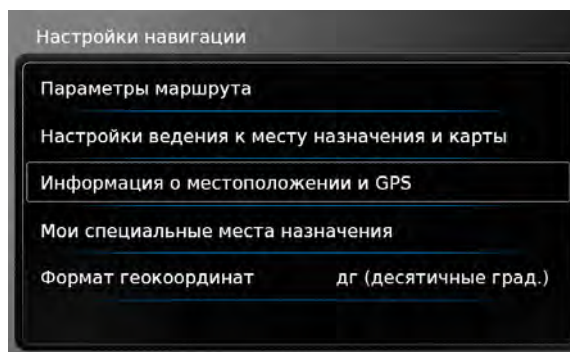 Настройки навигации
Параметры маршрута
Настройки ведения к месту назначения и карты
Информация о местоположении и GPS
Мои специальные места назначения
Формат геокоординат дг (десятичные град.)